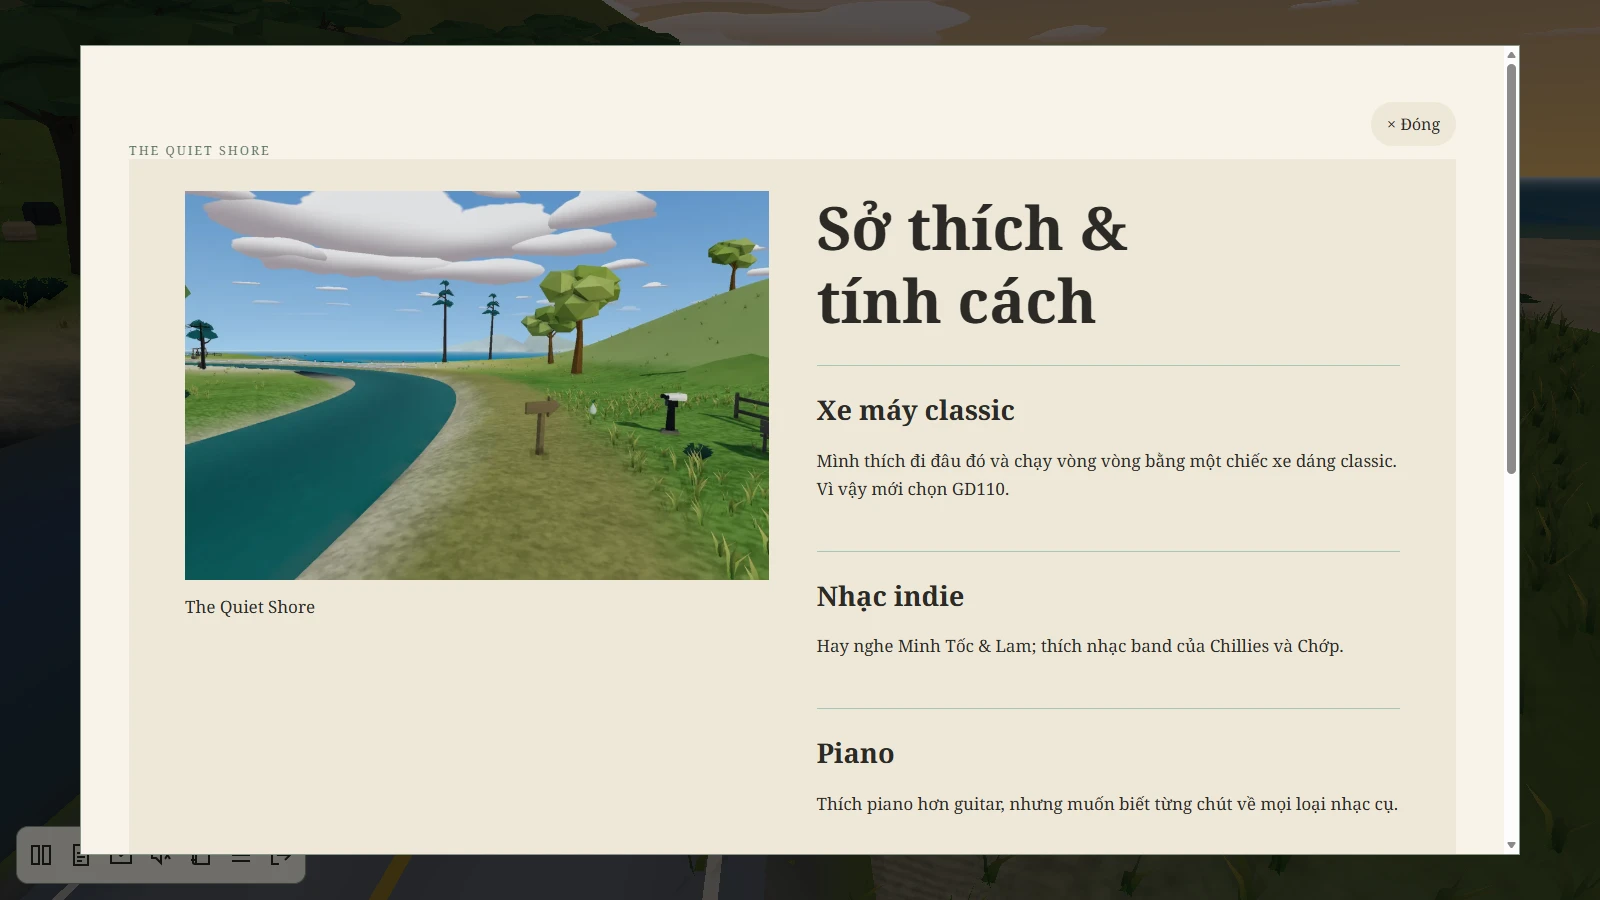 × Đóng
THE QUIET SHORE
The Quiet Shore
Sở thích &
tính cách
Xe máy classic
Mình thích đi đâu đó và chạy vòng vòng bằng một chiếc xe dáng classic.
Vì vậy mới chọn GD110.
Nhạc indie
Hay nghe Minh Tốc & Lam; thích nhạc band của Chillies và Chớp.
Piano
Thích piano hơn guitar, nhưng muốn biết từng chút về mọi loại nhạc cụ.